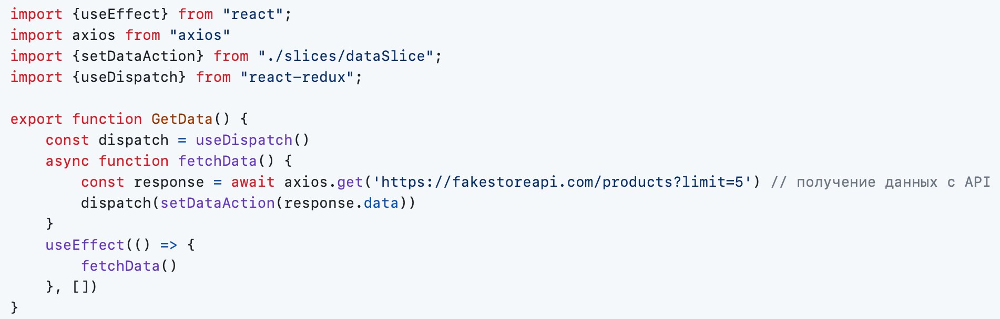 import {useEffect} from "react";
import axios from "axios"
import {setDataAction} from "./slices/dataSlice";
import {useDispatch} from "react-redux";

export function GetData() {
    const dispatch = useDispatch()
    async function fetchData() {
        const response = await axios.get('https://fakestoreapi.com/products?limit=5') // получение данных с API
        dispatch(setDataAction(response.data))
    }
    useEffect(() => {
        fetchData()
    }, [])
}